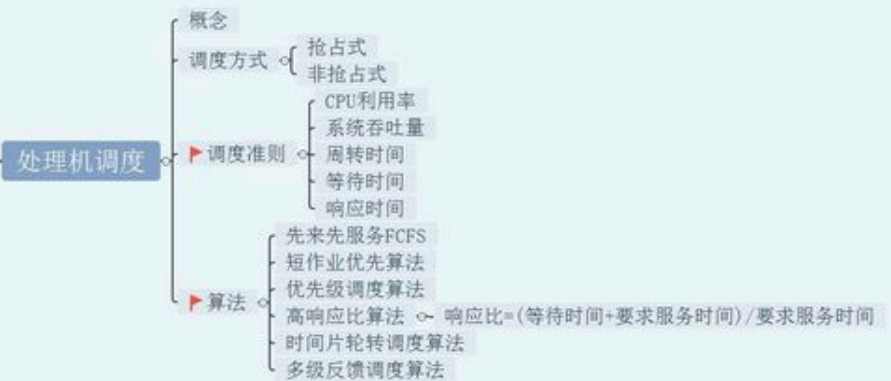 概念
调度方式
抢占式
非抢占式
处理机调度
调度准则
CPU利用率
系统吞吐量
周转时间
等待时间
响应时间
算法
先来先服务FCFS
短作业优先算法
优先级调度算法
高响应比算法
响应比=(等待时间+要求服务时间)/要求服务时间
时间片轮转调度算法
多级反馈调度算法